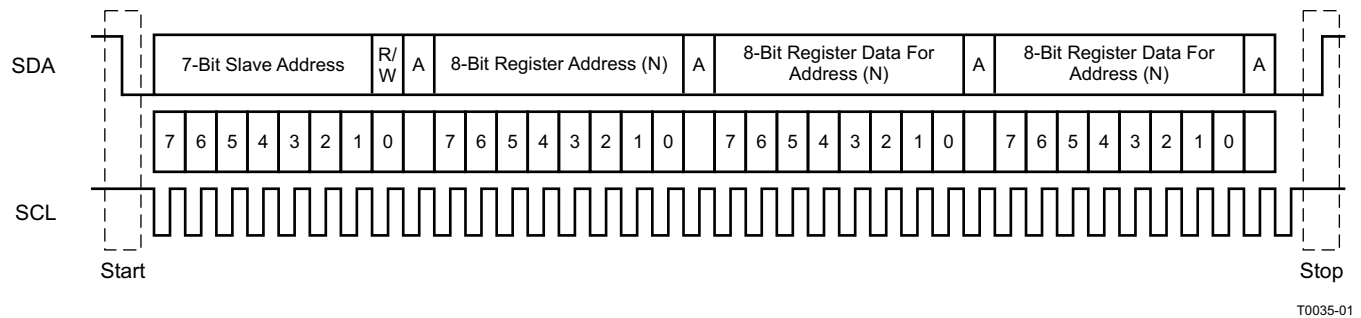 SDA
7-Bit Slave Address
R/
W
A
8-Bit Register Address (N)
A
8-Bit Register Data For
Address (N)
A
8-Bit Register Data For
Address (N)
A
7 6 5 4 3 2 1 0 7 6 5 4 3 2 1 0 7 6 5 4 3 2 1 0 7 6 5 4 3 2 1 0
SCL
Start
Stop
T0035-01